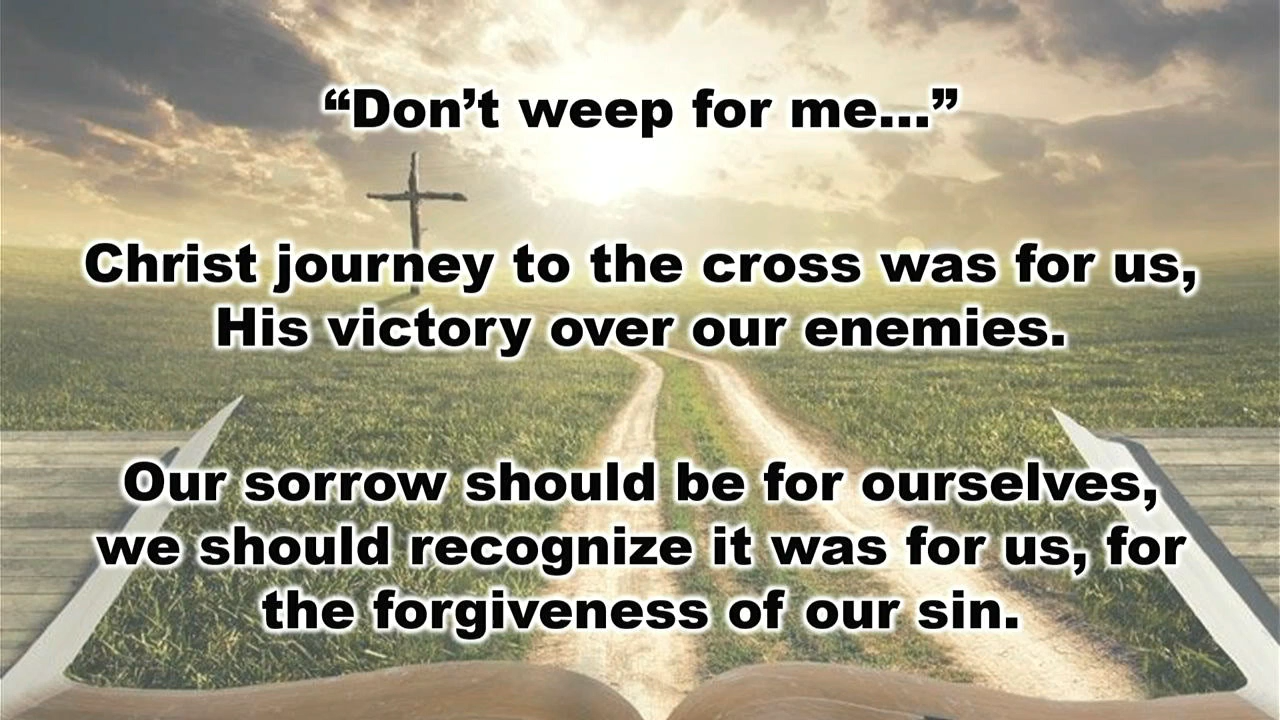 “Don’t weep for me...”
Christ journey to the cross was for us,
His victory over our enemies.
Our sorrow should be for ourselves,
we should recognize it was for us, for
the forgiveness of our sin.